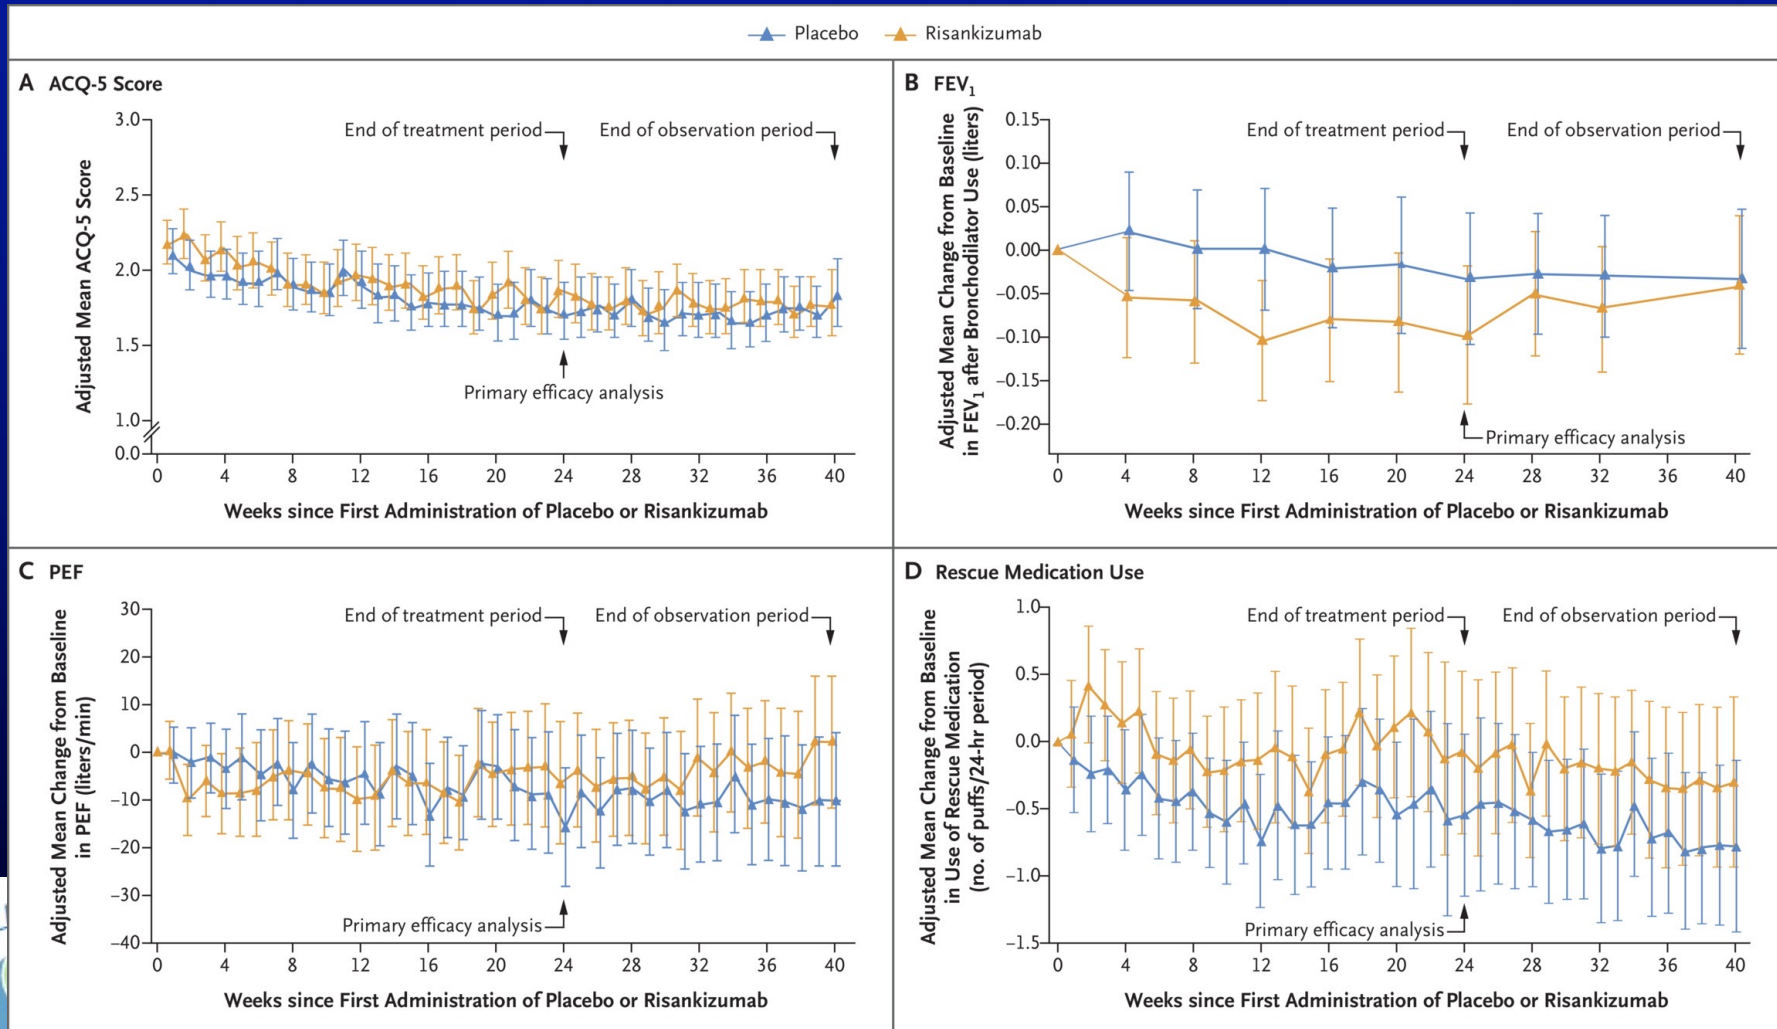 Placebo Risankizumab
A ACQ-5 Score
Adjusted Mean ACQ-5 Score
3.0
2.5
2.0
1.5
1.0
0.0
End of treatment period
End of observation period
Primary efficacy analysis
0 4 8 12 16 20 24 28 32 36 40
Weeks since First Administration of Placebo or Risankizumab
B FEV1
Adjusted Mean Change from Baseline
in FEV1 after Bronchodilator Use (liters)
0.15
0.10
0.05
0.00
−0.05
−0.10
−0.15
−0.20
End of treatment period
End of observation period
Primary efficacy analysis
0 4 8 12 16 20 24 28 32 36 40
Weeks since First Administration of Placebo or Risankizumab
C PEF
Adjusted Mean Change from Baseline
in PEF (liters/min)
30
20
10
0
−10
−20
−30
−40
End of treatment period
End of observation period
Primary efficacy analysis
0 4 8 12 16 20 24 28 32 36 40
Weeks since First Administration of Placebo or Risankizumab
D Rescue Medication Use
Adjusted Mean Change from Baseline
in Use of Rescue Medication
(no. of puffs/24-hr period)
1.0
0.5
0.0
−0.5
−1.0
−1.5
End of treatment period
End of observation period
Primary efficacy analysis
0 4 8 12 16 20 24 28 32 36 40
Weeks since First Administration of Placebo or Risankizumab